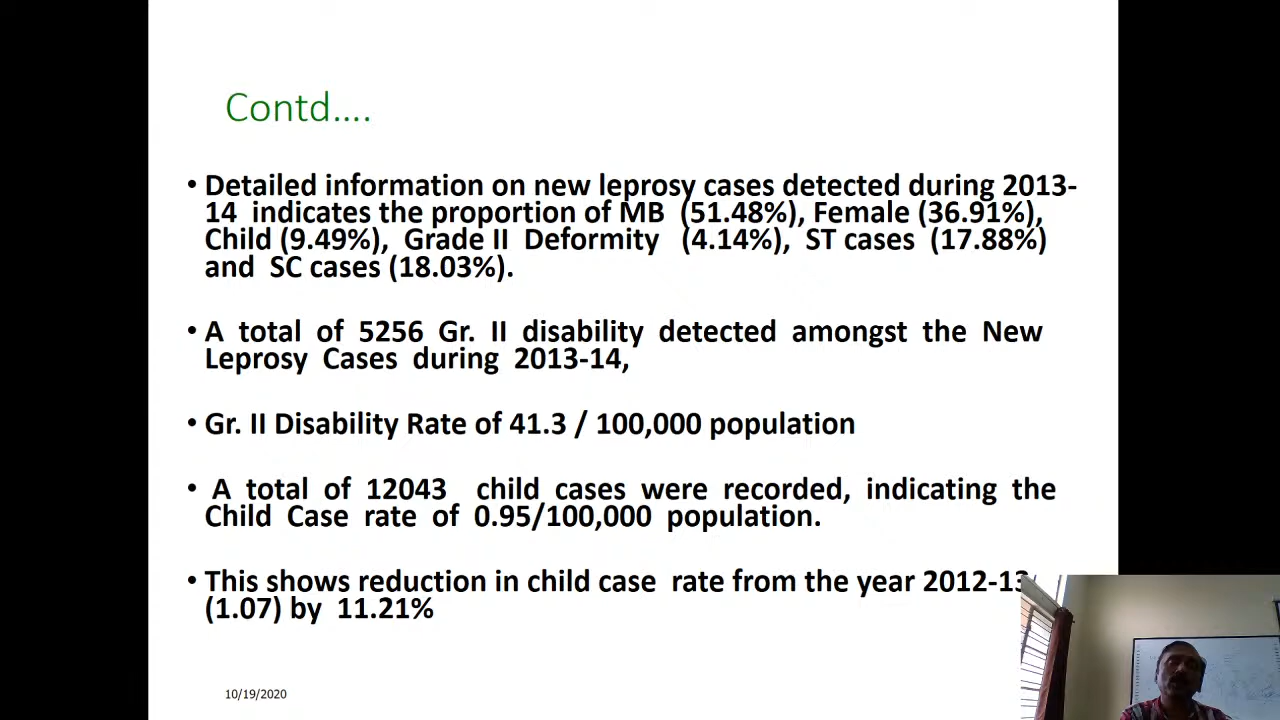 Contd....
• Detailed information on new leprosy cases detected during 2013-
14 indicates the proportion of MB (51.48%), Female (36.91%),
Child (9.49%), Grade II Deformity (4.14%), ST cases (17.88%)
and SC cases (18.03%).
• A total of 5256 Gr. II disability detected amongst the New
Leprosy Cases during 2013-14,
• Gr. II Disability Rate of 41.3 / 100,000 population
• A total of 12043 child cases were recorded, indicating the
Child Case rate of 0.95/100,000 population.
• This shows reduction in child case rate from the year 2012-13
(1.07) by 11.21%
10/19/2020